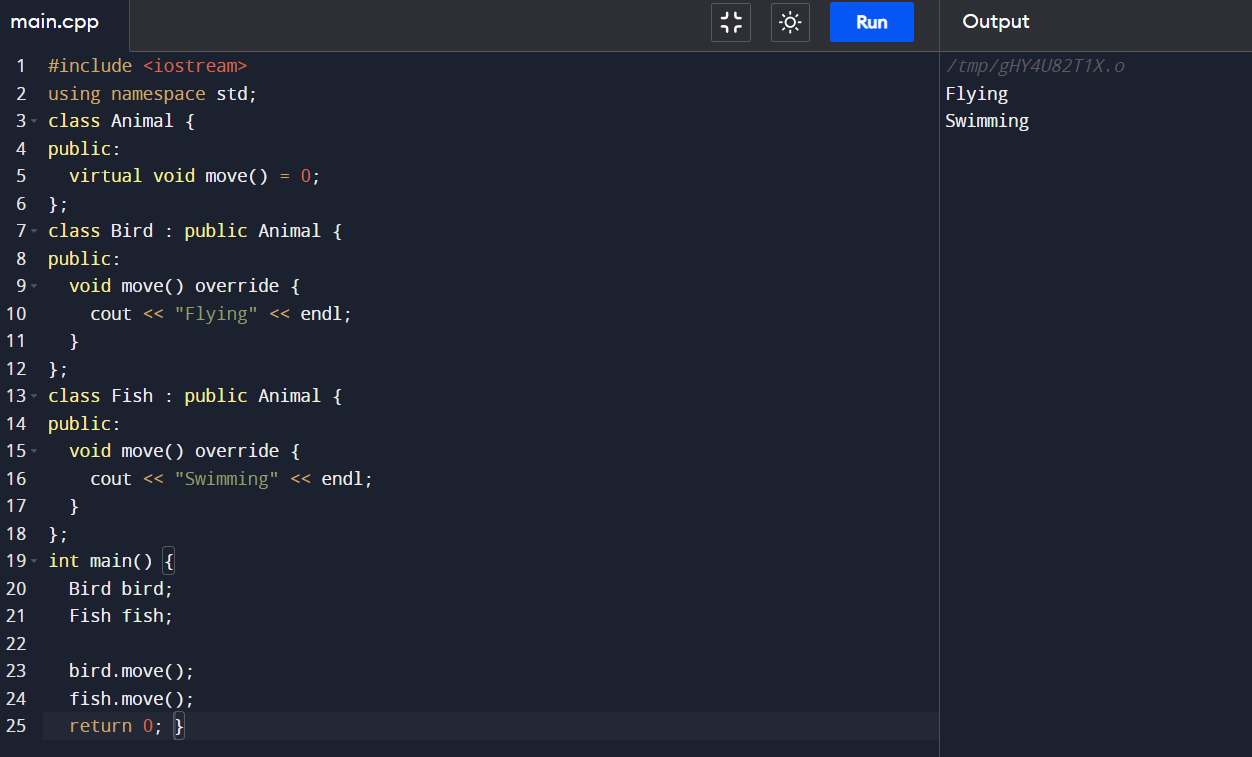 main.cpp
Run
Output
1 #include <iostream>
2 using namespace std;
3 class Animal {
4 public:
5   virtual void move() = 0;
6 };
7 class Bird : public Animal {
8 public:
9   void move() override {
10     cout << "Flying" << endl;
11   }
12 };
13 class Fish : public Animal {
14 public:
15   void move() override {
16     cout << "Swimming" << endl;
17   }
18 };
19 int main() {
20   Bird bird;
21   Fish fish;
22
23   bird.move();
24   fish.move();
25   return 0; }
/tmp/gHY4U82T1X.o
Flying
Swimming